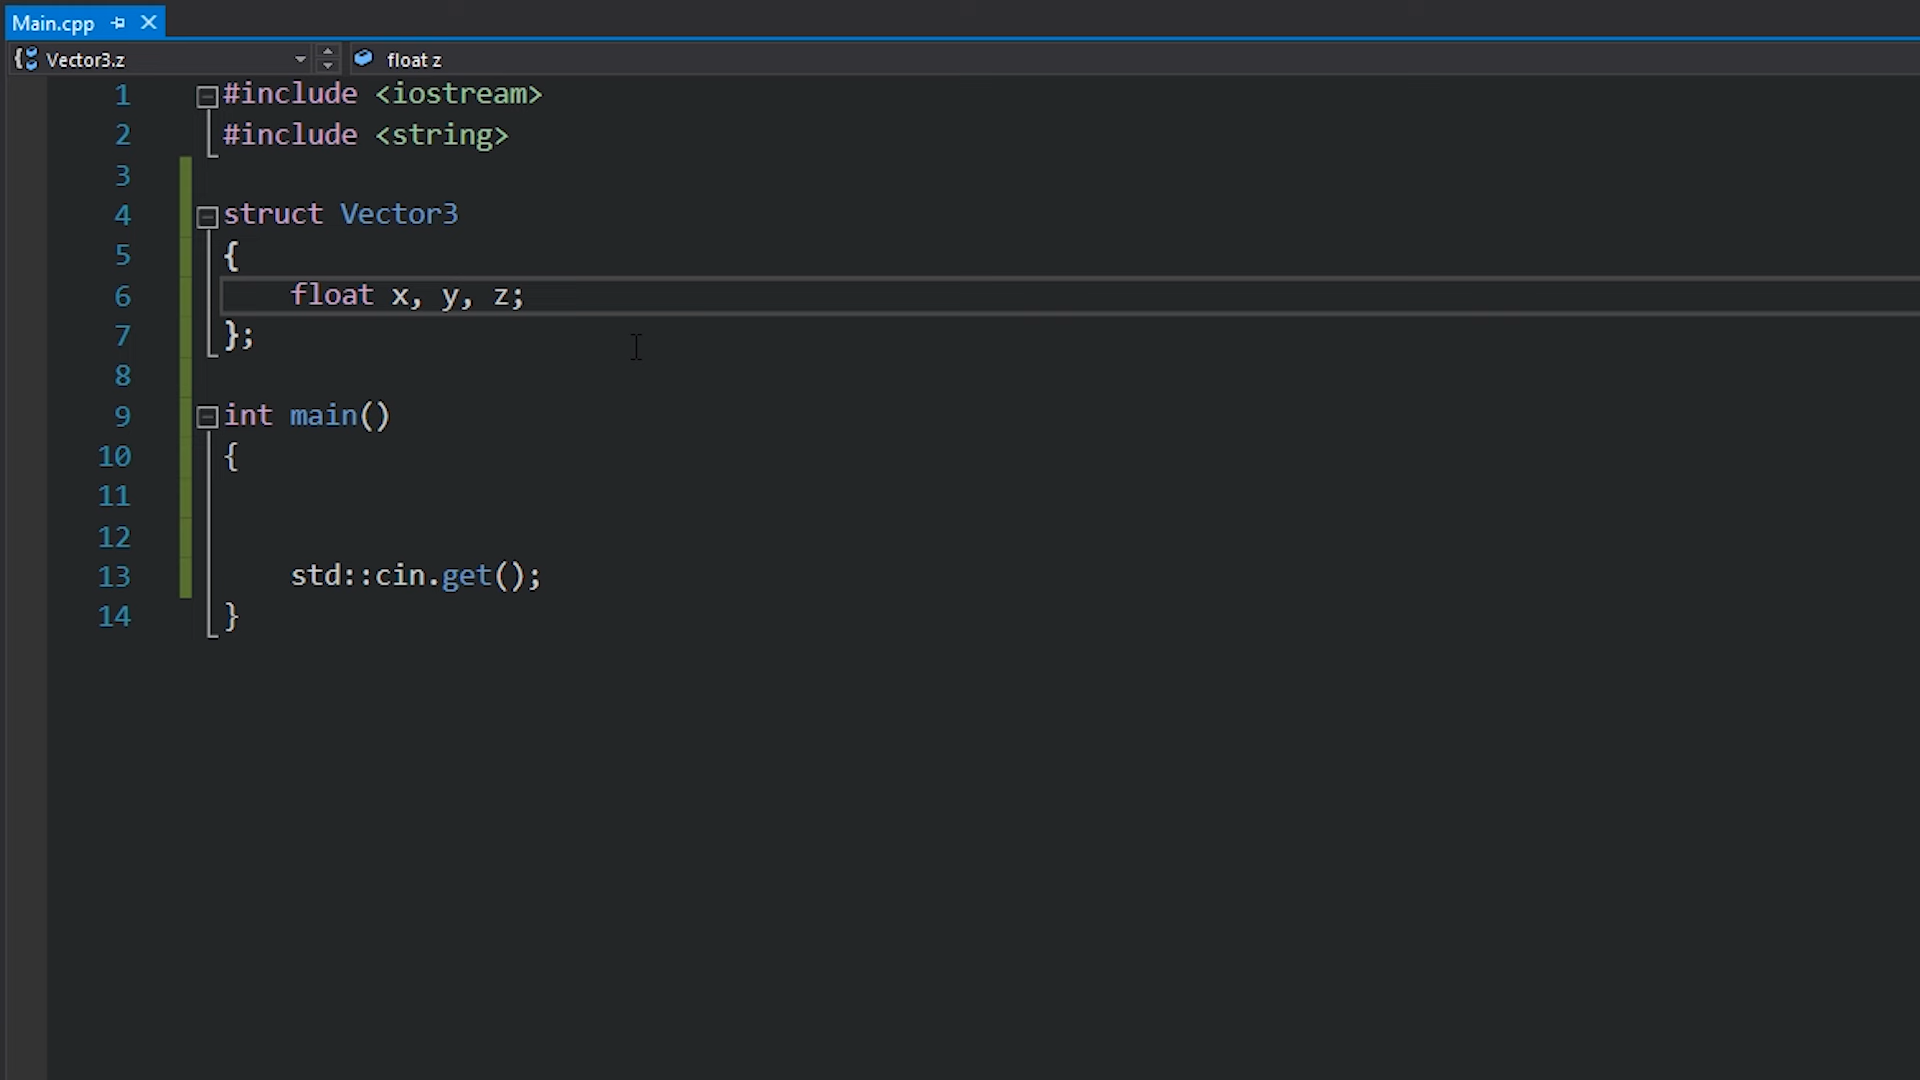 Main.cpp
Vector3.z float z
1 #include <iostream>
2 #include <string>
3
4 struct Vector3
5 {
6 float x, y, z;
7 };
8
9 int main()
10 {
11
12
13 std::cin.get();
14 }